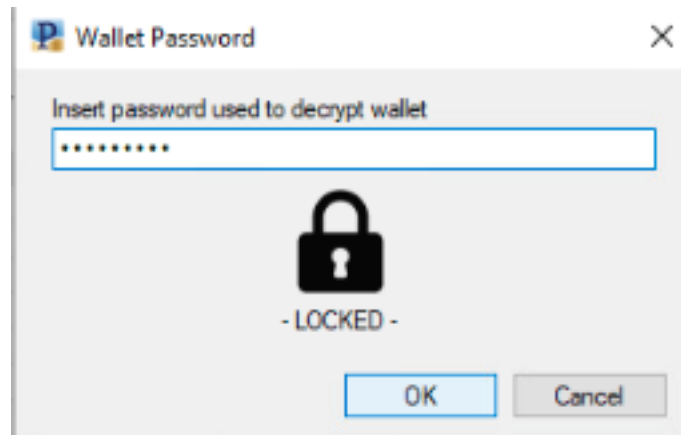 Wallet Password
Insert password used to decrypt wallet
•••••••••
- LOCKED -
OK
Cancel